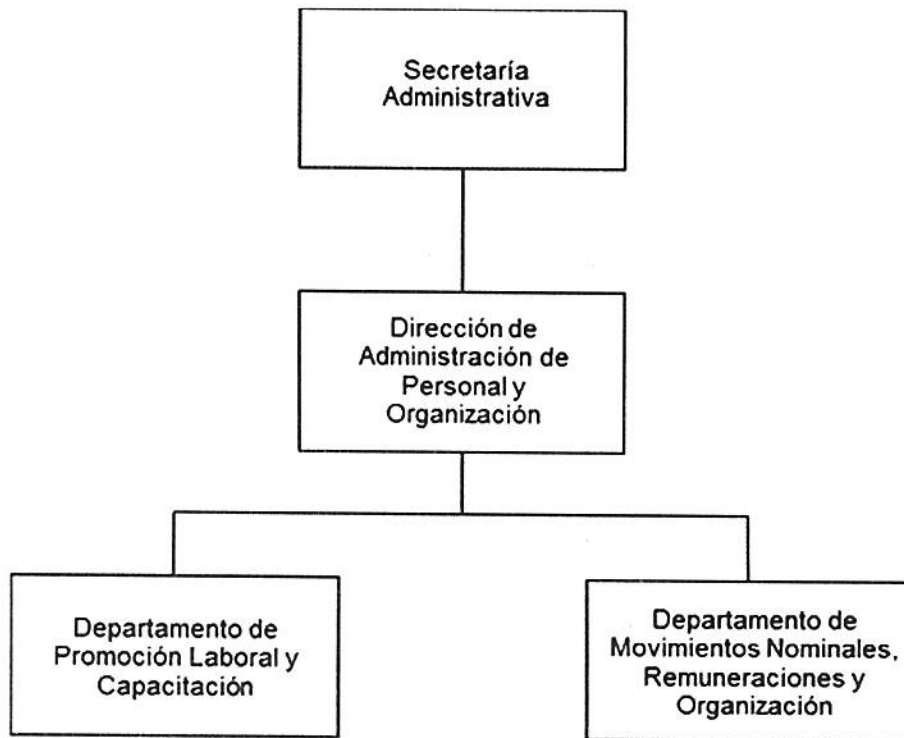 Secretaría
Administrativa
Dirección de
Administración de
Personal y
Organización
Departamento de
Promoción Laboral y
Capacitación
Departamento de
Movimientos Nominales,
Remuneraciones y
Organización